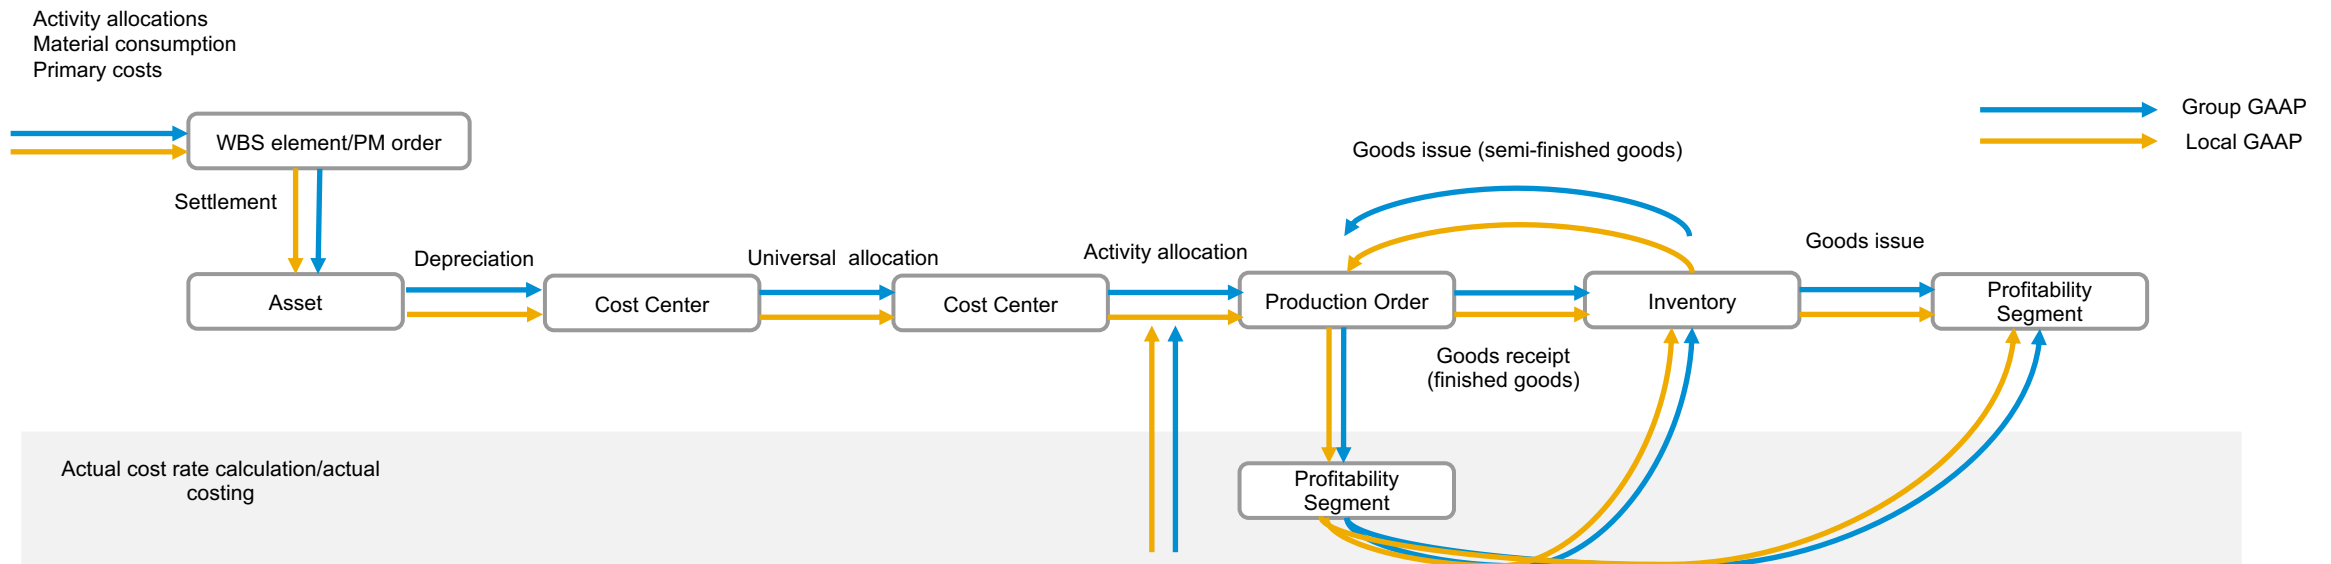 Activity allocations
Material consumption
Primary costs
Group GAAP
Local GAAP
WBS element/PM order
Goods issue (semi-finished goods)
Settlement
Goods issue
Depreciation
Universal allocation
Activity allocation
Asset
Cost Center
Cost Center
Production Order
Inventory
Profitability
Segment
Goods receipt
(finished goods)
Actual cost rate calculation/actual
costing
Profitability
Segment